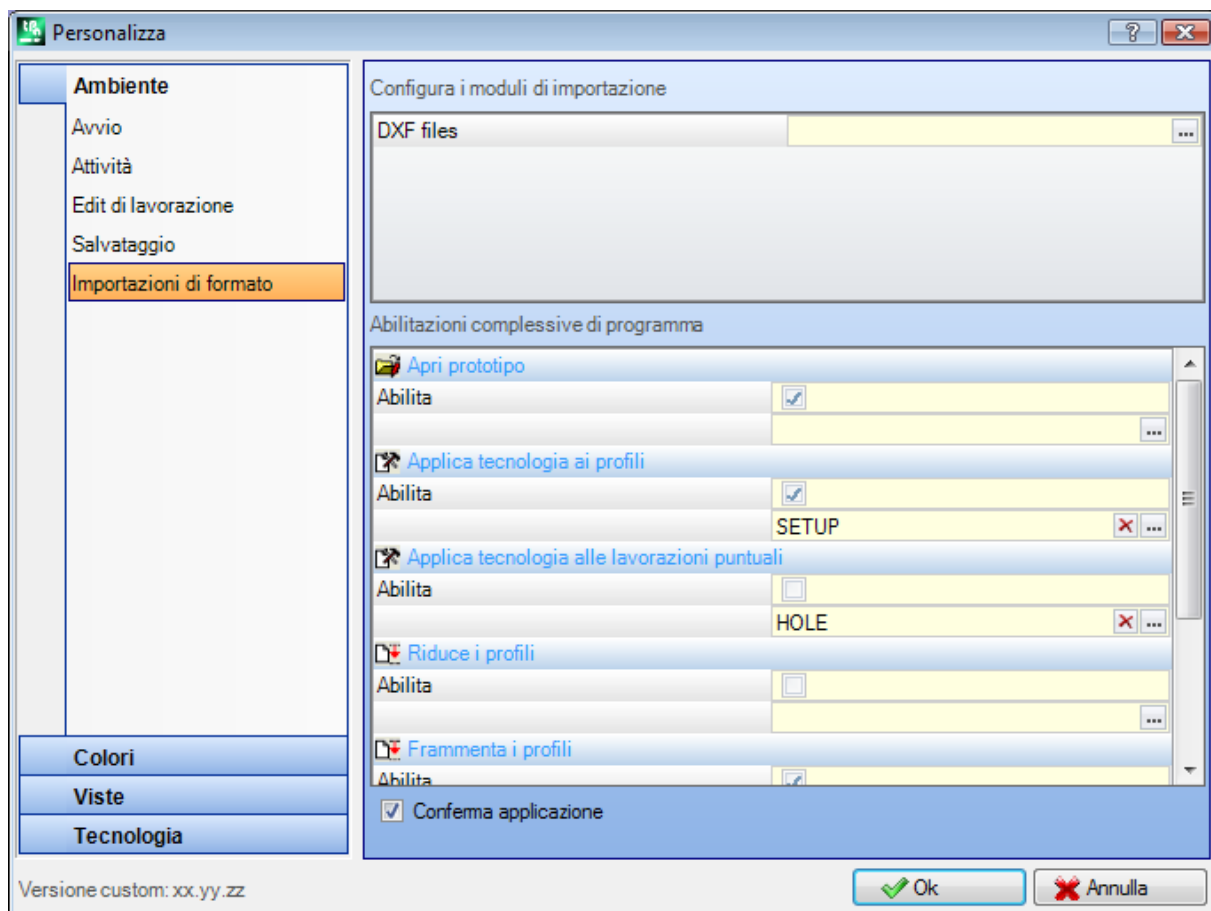 Personalizza
Ambiente
Avvio
Attività
Edit di lavorazione
Salvataggio
Importazioni di formato
Colori
Viste
Tecnologia
Configura i moduli di importazione
DXF files
...
Abilitazioni complessive di programma
Apri prototipo
Abilita
...
Applica tecnologia ai profili
Abilita
SETUP ...
Applica tecnologia alle lavorazioni puntuali
Abilita
HOLE ...
Riduce i profili
Abilita
...
Frammenta i profili
Abilita
Conferma applicazione
Versione custom: xx.yy.zz
Ok
Annulla